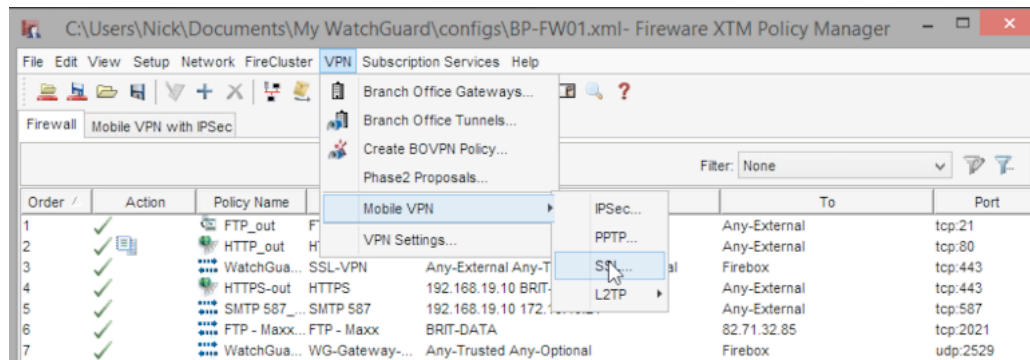 C:\Users\Nick\Documents\My WatchGuard\configs\BP-FW01.xml- Fireware XTM Policy Manager
File Edit View Setup Network FireCluster VPN Subscription Services Help
Branch Office Gateways...
Branch Office Tunnels...
Create BOVPN Policy...
Phase2 Proposals...
Mobile VPN
VPN Settings...
IPSec...
PPTP...
SSL...
L2TP
Firewall Mobile VPN with IPSec
Filter: None
Order / Action Policy Name To Port
1 FTP_out F Any-External tcp:21
2 HTTP_out H Any-External tcp:80
3 WatchGua... SSL-VPN Any-External Any-T al Firebox tcp:443
4 HTTPS-out HTTPS 192.168.19.10 BRIT- Any-External tcp:443
5 SMTP 587_... SMTP 587 192.168.19.10 Any-External tcp:587
6 FTP - Maxx... FTP - Maxx BRIT-DATA 82.71.32.85 tcp:2021
7 WatchGua... WG-Gateway-... Any-Trusted Any-Optional Firebox udp:2529